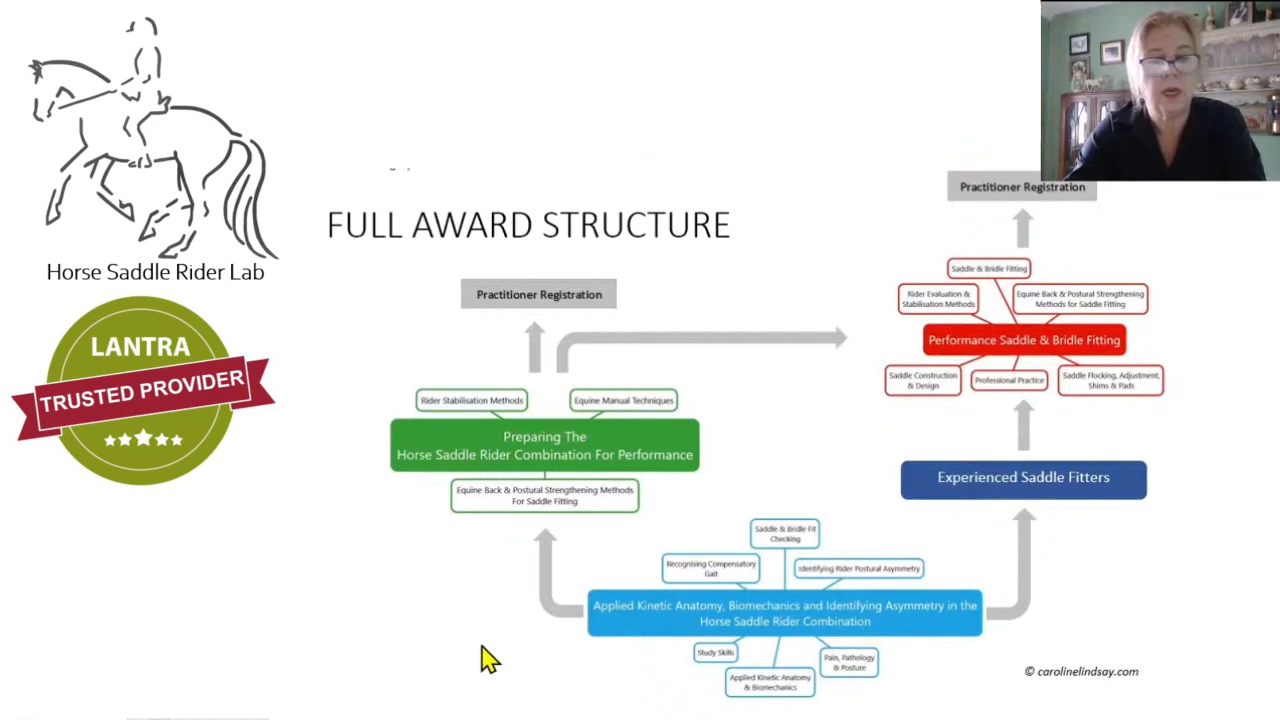 Horse Saddle Rider Lab
LANTRA
TRUSTED PROVIDER
FULL AWARD STRUCTURE
Practitioner Registration
Rider Stabilisation Methods
Equine Manual Techniques
Preparing The
Horse Saddle Rider Combination For Performance
Equine Back & Postural Strengthening Methods
For Saddle Fitting
Practitioner Registration
Saddle & Bridle Fitting
Rider Evaluation &
Stabilisation Methods
Equine Back & Postural Strengthening
Methods for Saddle Fitting
Performance Saddle & Bridle Fitting
Saddle Construction
& Design
Professional Practice
Saddle Flocking, Adjustment,
Shims & Pads
Experienced Saddle Fitters
Saddle & Bridle Fit
Checking
Recognising Compensatory
Gait
Identifying Rider Postural Asymmetry
Applied Kinetic Anatomy, Biomechanics and Identifying Asymmetry in the
Horse Saddle Rider Combination
Study Skills
Applied Kinetic Anatomy
& Biomechanics
Pain, Pathology
& Posture
© carolinelindsay.com